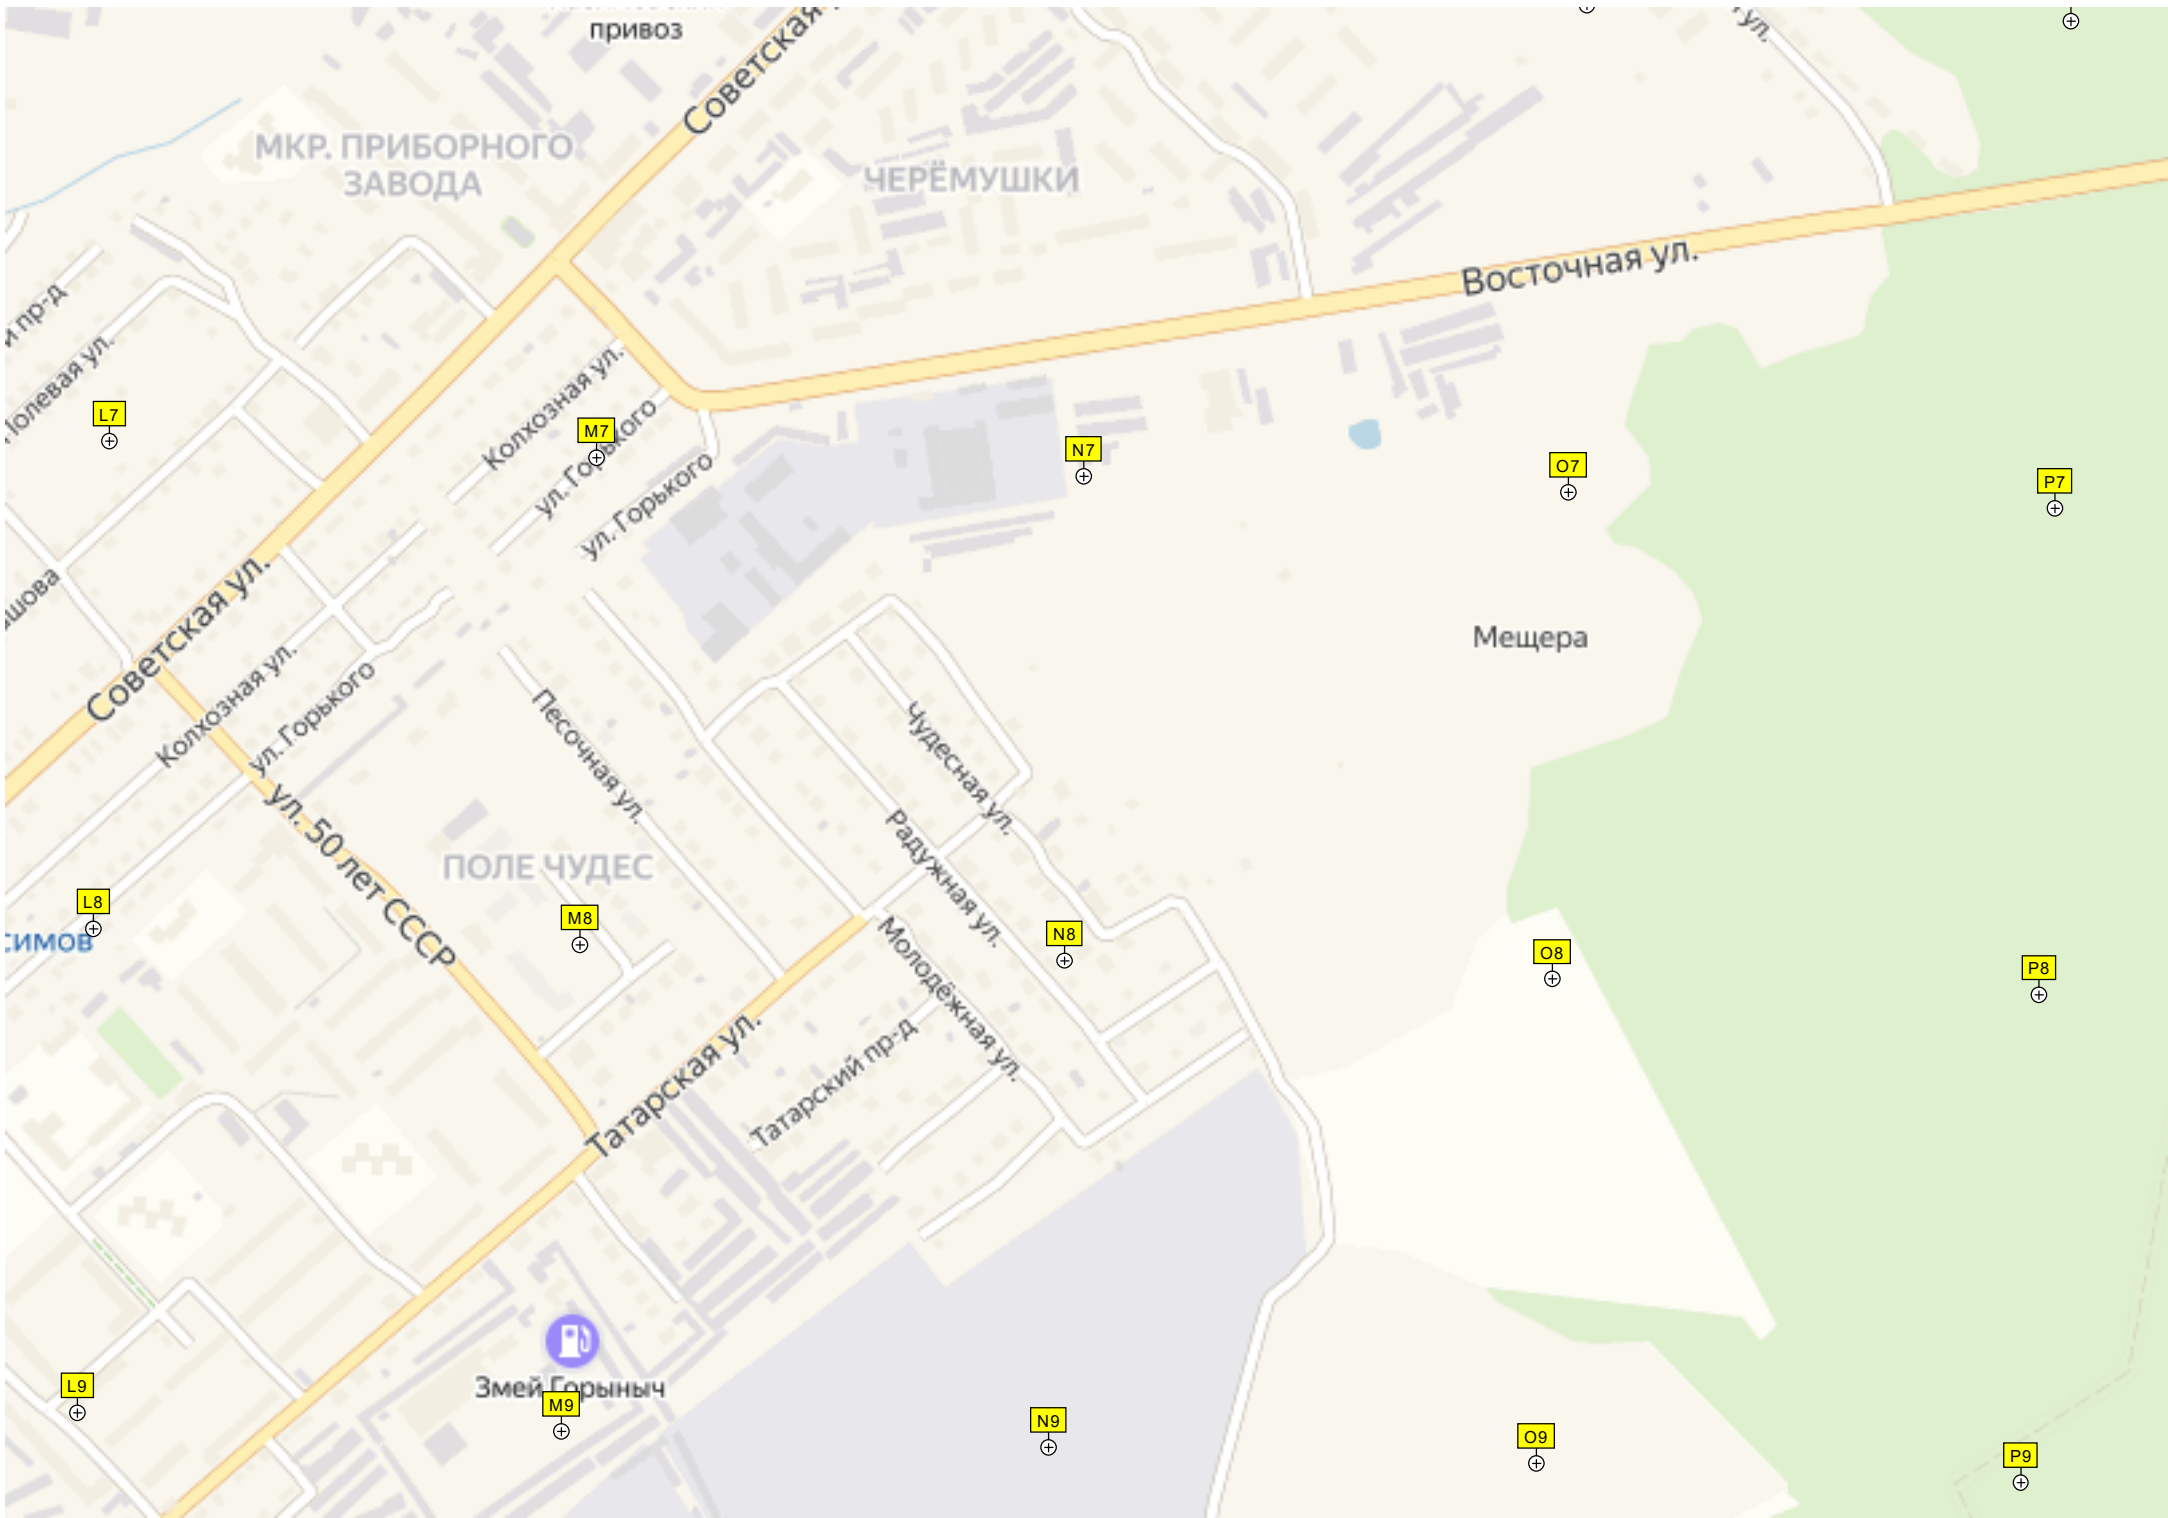 привоз
Советская
ул.
МКР. ПРИБОРНОГО
ЗАВОДА
ЧЕРЁМУШКИ
Восточная ул.
й пр-д
Полевая ул.
Колхозная ул.
L7
M7
ул. Горького
N7
O7
P7
ул. Горького
Советская ул.
Мещера
Колхозная ул.
ул. Горького
Песочная ул.
Чудесная ул.
ул. 50 лет СССР
Радужная ул.
ПОЛЕ ЧУДЕС
L8
M8
N8
O8
P8
Молодёжная ул.
Татарский пр-д
Татарская ул.
Змей Горыныч
L9
M9
N9
O9
P9